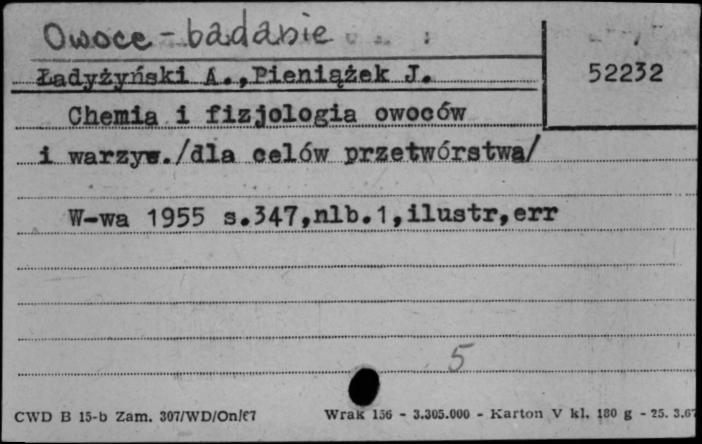 Owoce - badanie
Ładyżyński A.,Pieniążek J.
52232
Chemia i fizjologia owoców
i warzyw./dla celów przetwórstwa/
W-wa 1955 s.347,nlb.1,ilustr,err
5
CWD B 15-b Zam. 307/WD/On/67
Wrak 156 - 3.305.000 - Karton V kl. 180 g - 25. 3.67